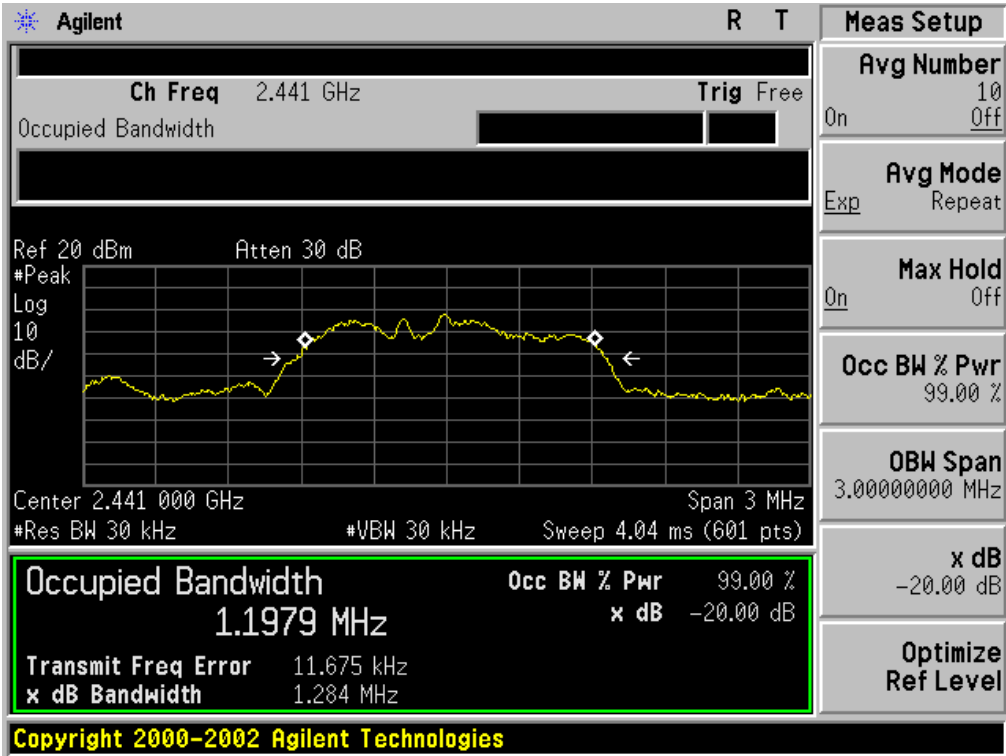 Agilent R T
Ch Freq 2.441 GHz Trig Free
Occupied Bandwidth
Ref 20 dBm Atten 30 dB
#Peak
Log
10
dB/
Center 2.441 000 GHz Span 3 MHz
#Res BW 30 kHz #VBW 30 kHz Sweep 4.04 ms (601 pts)
Occupied Bandwidth
1.1979 MHz
Occ BW % Pwr 99.00 %
x dB -20.00 dB
Transmit Freq Error 11.675 kHz
x dB Bandwidth 1.284 MHz
Copyright 2000-2002 Agilent Technologies
Meas Setup
Avg Number
10
On Off
Avg Mode
Exp Repeat
Max Hold
On Off
Occ BW % Pwr
99.00 %
OBW Span
3.00000000 MHz
x dB
-20.00 dB
Optimize
Ref Level